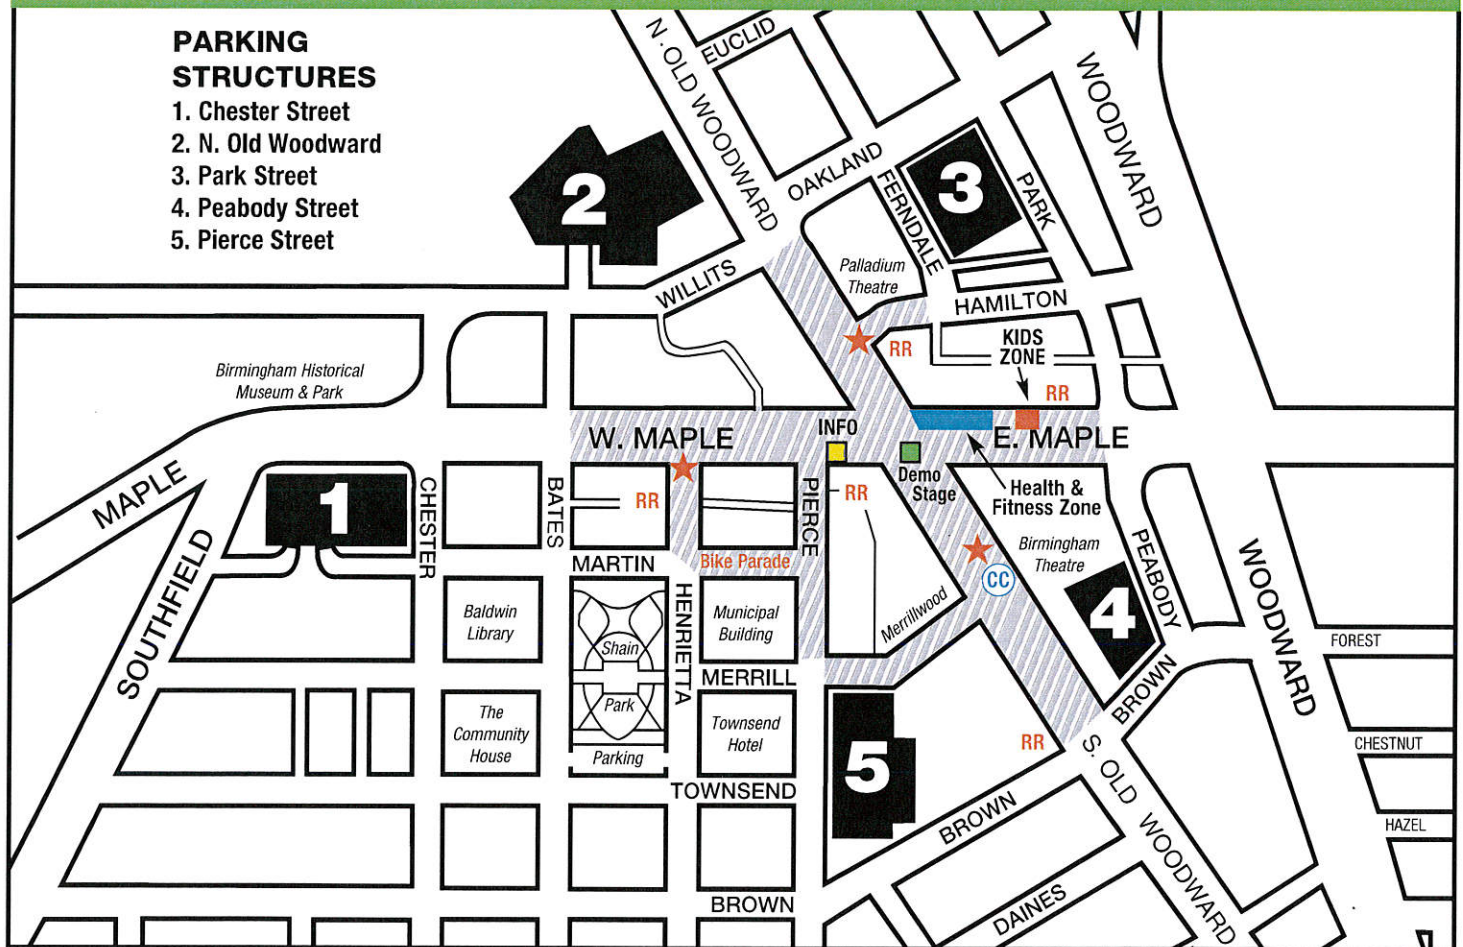 PARKING
STRUCTURES
1. Chester Street
2. N. Old Woodward
3. Park Street
4. Peabody Street
5. Pierce Street
N. OLD WOODWARD
EUCLID
WOODWARD
OAKLAND
FERNDALE
3
PARK
2
WILLITS
Palladium
Theatre
HAMILTON
KIDS
ZONE
RR
RR
Birmingham Historical
Museum & Park
W. MAPLE
INFO
E. MAPLE
MAPLE
1
CHESTER
BATES
RR
PIERCE
RR
Demo
Stage
Health &
Fitness Zone
SOUTHFIELD
MARTIN
Bike Parade
Birmingham
Theatre
CC
PEABODY
WOODWARD
Baldwin
Library
Shain
Park
HENRIETTA
Municipal
Building
Merrillwood
4
FOREST
MERRILL
BROWN
The
Community
House
Parking
Townsend
Hotel
5
RR
S. OLD WOODWARD
CHESTNUT
TOWNSEND
BROWN
HAZEL
BROWN
DAINES